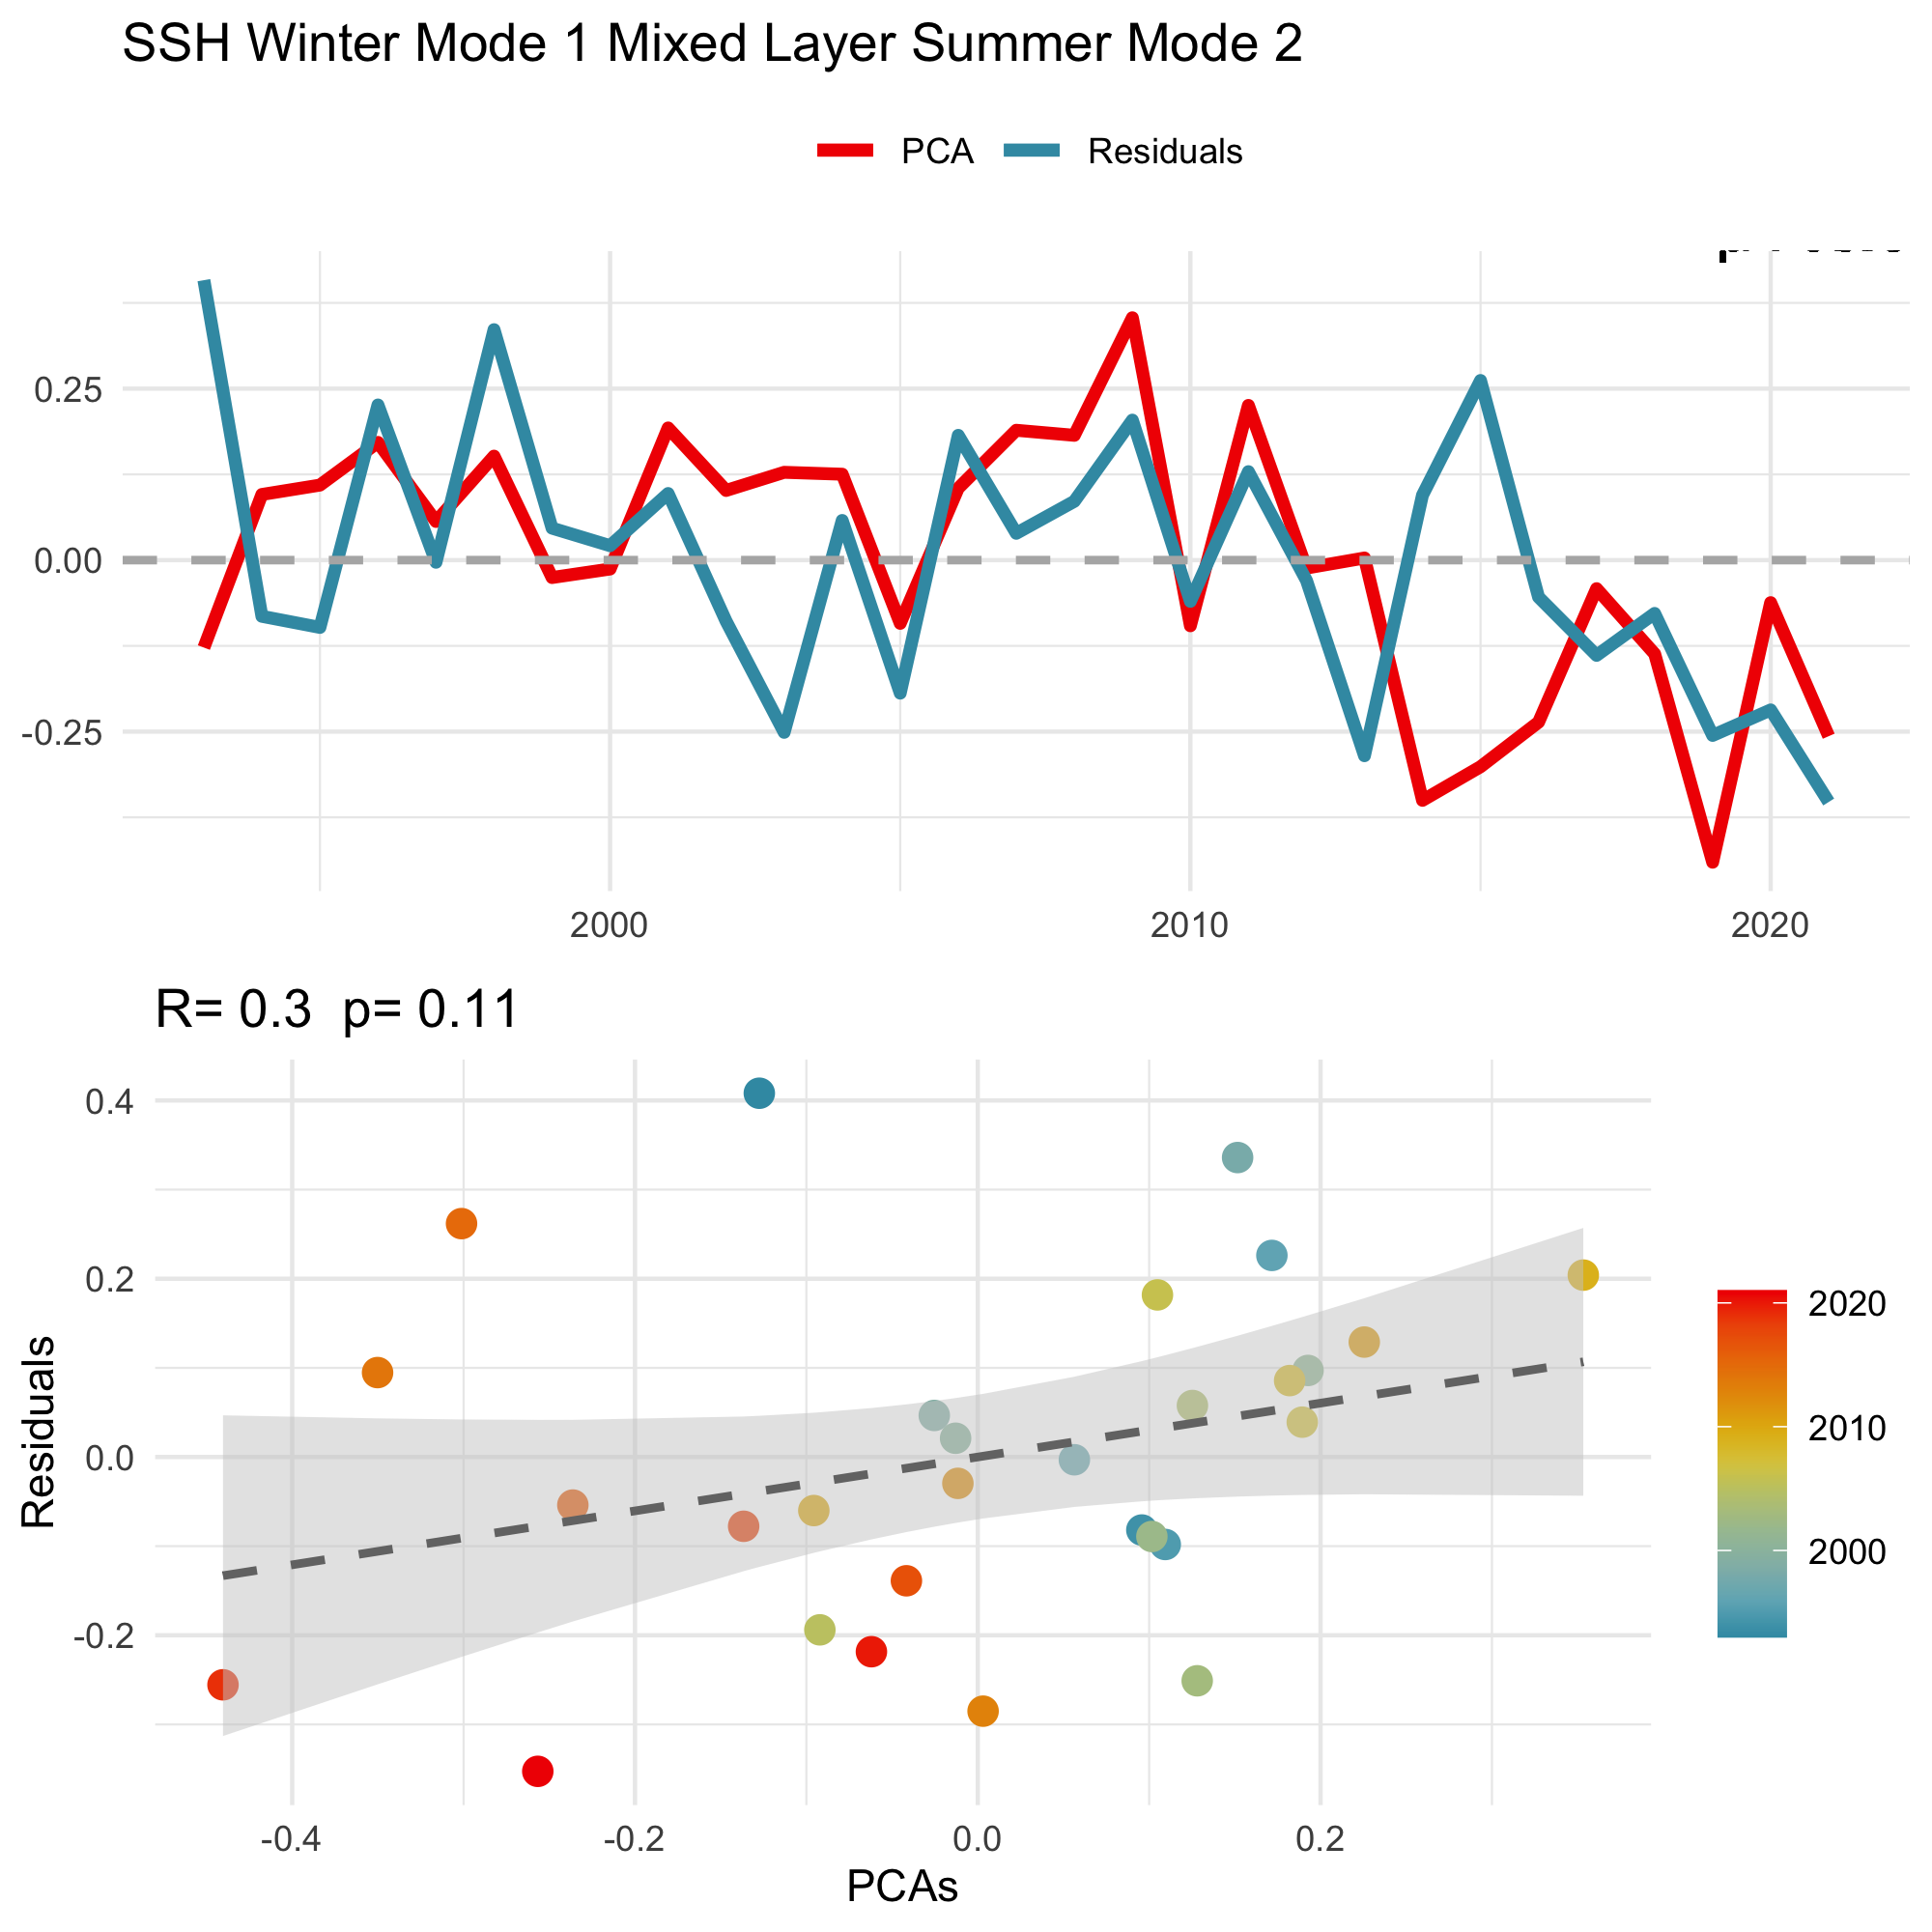 SSH Winter Mode 1 Mixed Layer Summer Mode 2
PCA Residuals
0.25
0.00
-0.25
2000 2010 2020
R= 0.3 p= 0.11
0.4
0.2
0.0
-0.2
Residuals
-0.4 -0.2 0.0 0.2
PCAs
2020
2010
2000